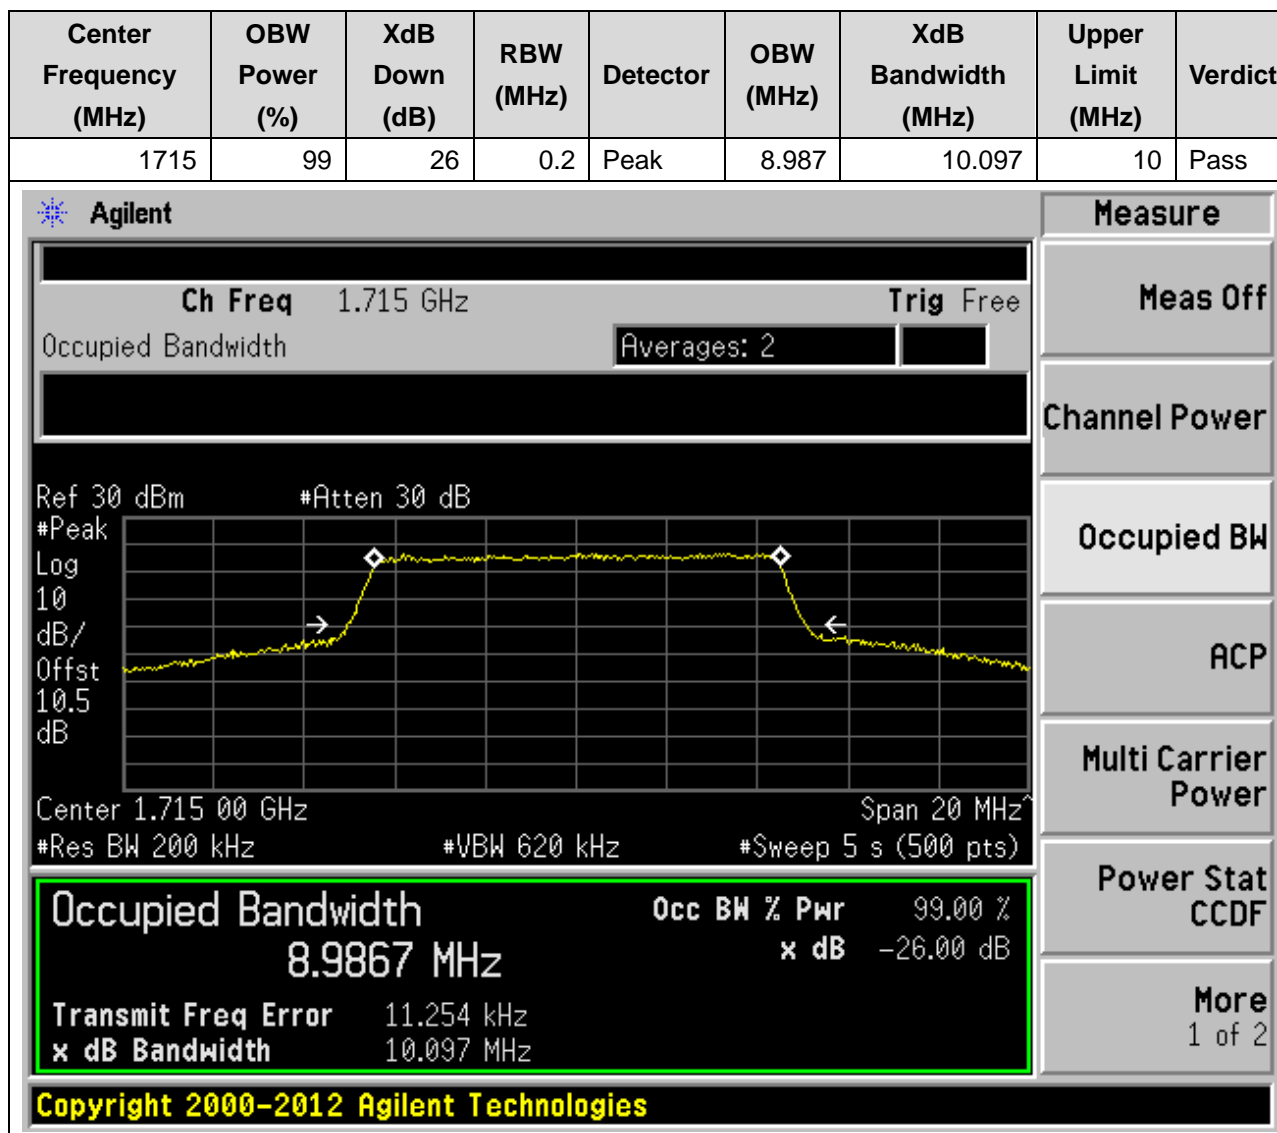 Center Frequency (MHz) OBW Power (%) XdB Down (dB) RBW (MHz) Detector OBW (MHz) XdB Bandwidth (MHz) Upper Limit (MHz) Verdict
1715 99 26 0.2 Peak 8.987 10.097 10 Pass
Agilent
Measure
Ch Freq 1.715 GHz Trig Free
Meas Off
Occupied Bandwidth Averages: 2
Channel Power
Ref 30 dBm #Atten 30 dB
#Peak
Log
10
dB/
Offst
10.5
dB
Occupied BW
ACP
Multi Carrier
Power
Center 1.715 00 GHz Span 20 MHz^
#Res BW 200 kHz #VBW 620 kHz #Sweep 5 s (500 pts)
Power Stat
CCDF
Occupied Bandwidth Occ BW % Pwr 99.00 %
8.9867 MHz x dB -26.00 dB
Transmit Freq Error 11.254 kHz
x dB Bandwidth 10.097 MHz
More
1 of 2
Copyright 2000-2012 Agilent Technologies